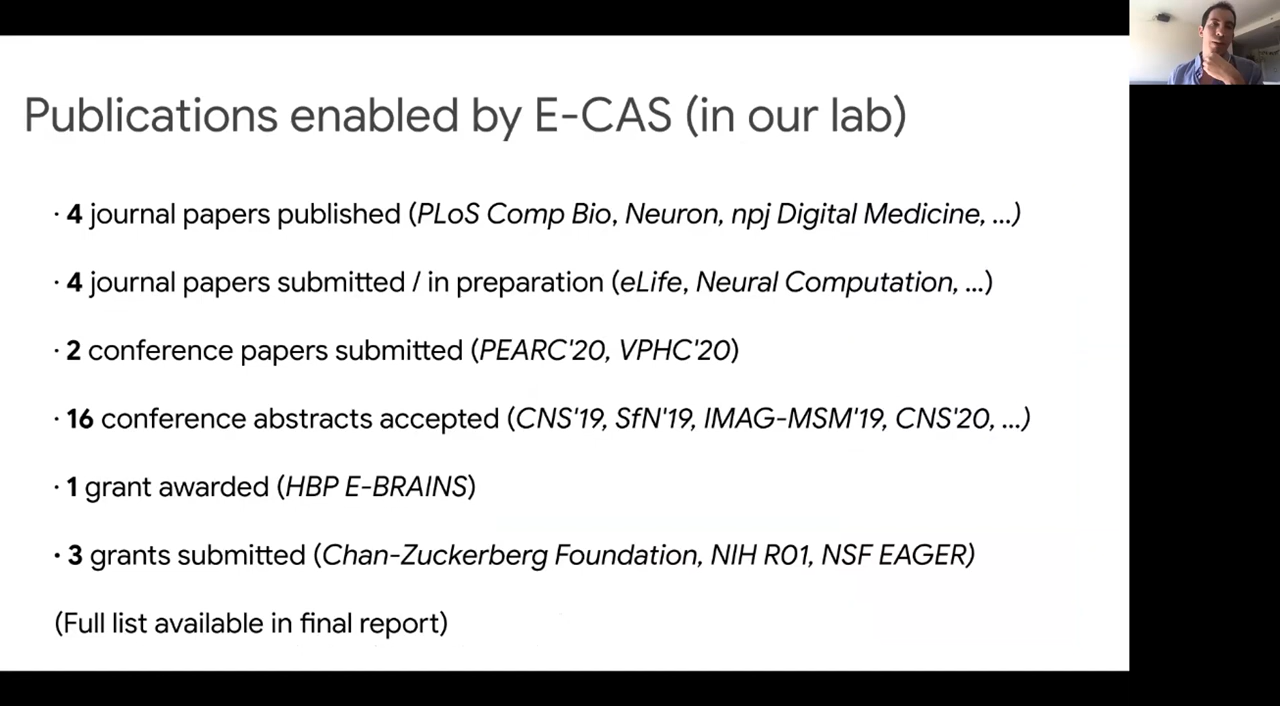 Publications enabled by E-CAS (in our lab)
· 4 journal papers published (PLoS Comp Bio, Neuron, npj Digital Medicine, ...)
· 4 journal papers submitted / in preparation (eLife, Neural Computation, ...)
· 2 conference papers submitted (PEARC'20, VPHC'20)
· 16 conference abstracts accepted (CNS'19, SfN'19, IMAG-MSM'19, CNS'20, ...)
· 1 grant awarded (HBP E-BRAINS)
· 3 grants submitted (Chan-Zuckerberg Foundation, NIH R01, NSF EAGER)
(Full list available in final report)